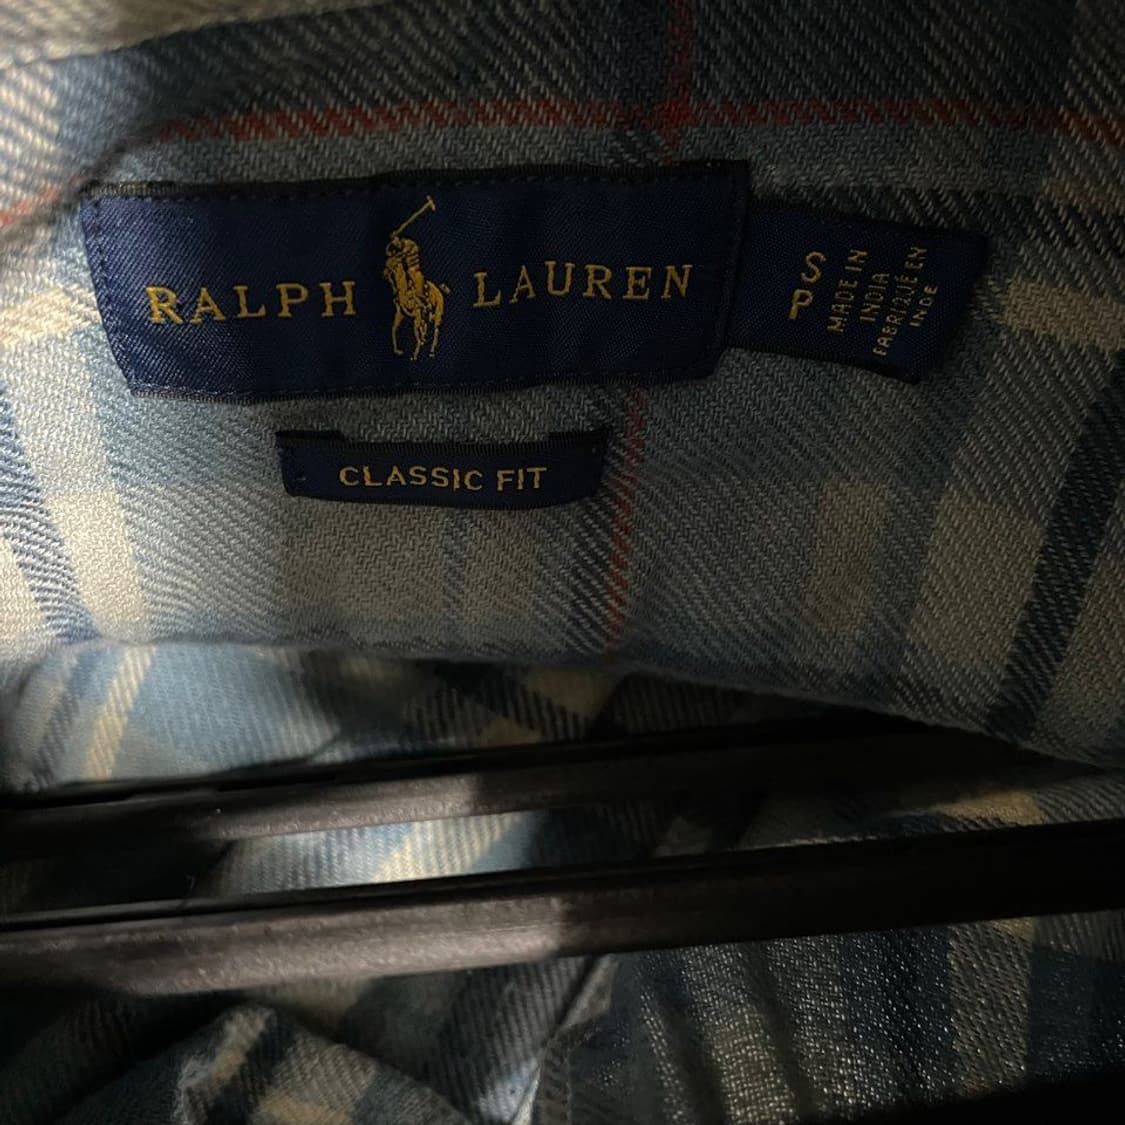 RALPH LAUREN
S
P
MADE IN
INDIA
FABRIQUÉ EN
INDE
CLASSIC FIT